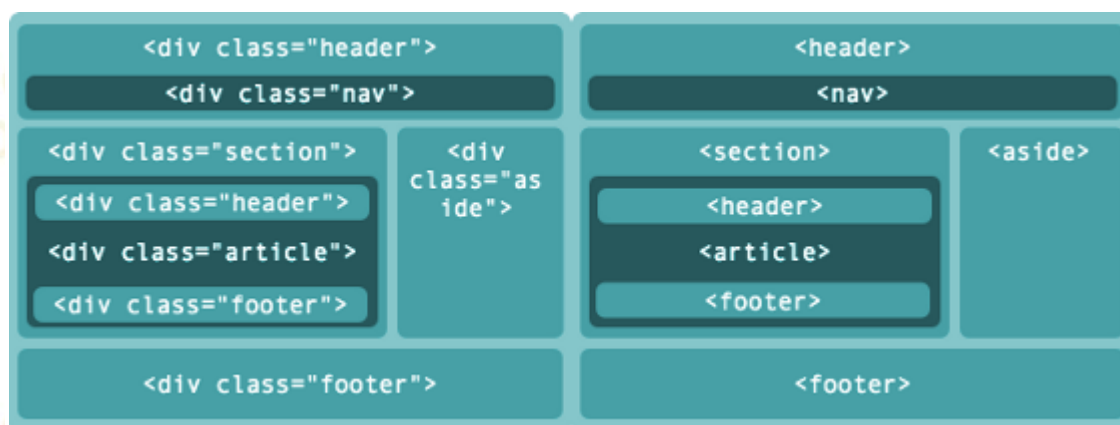 <div class="header">
<div class="nav">
<div class="section">
<div class="header">
<div class="article">
<div class="footer">
<div
class="as
ide">
<div class="footer">
<header>
<nav>
<section>
<header>
<article>
<footer>
<aside>
<footer>